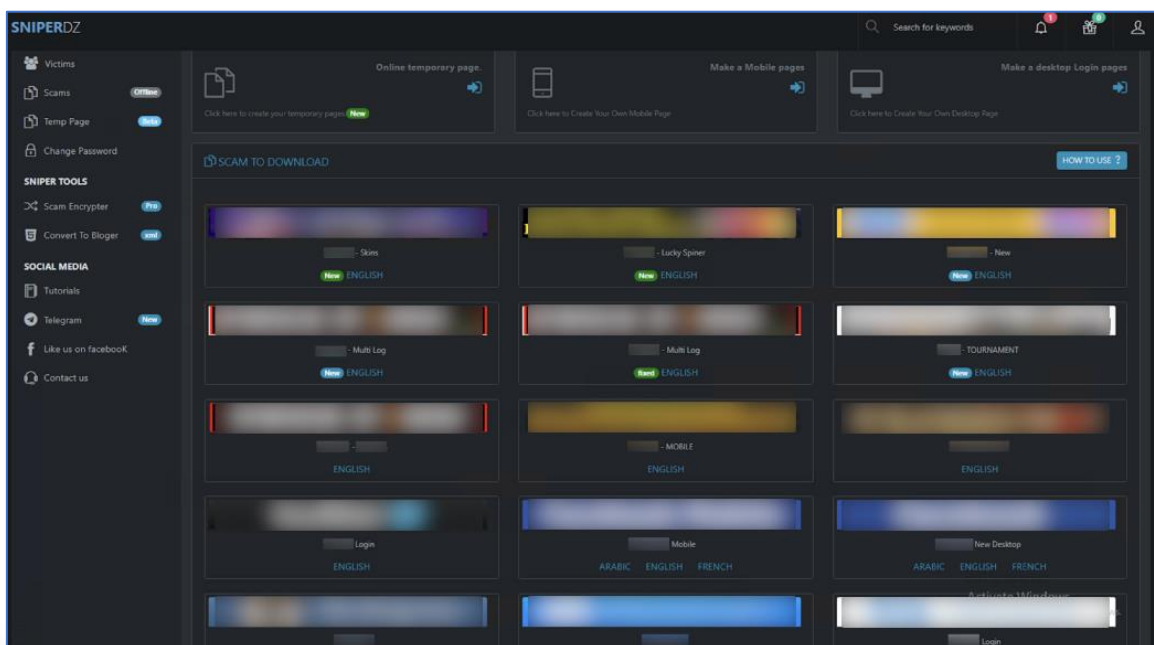 SNIPERDZ
Search for keywords
1
0
Victims
Scams Offline
Temp Page Beta
Change Password
SNIPER TOOLS
Scam Encrypter Pro
Convert To Bloger xml
SOCIAL MEDIA
Tutorials
Telegram New
Like us on facebooK
Contact us
Online temporary page.
Click here to create your temporary pages New
Make a Mobile pages
Click here to Create Your Own Mobile Page
Make a desktop Login pages
Click here to Create Your Own Desktop Page
SCAM TO DOWNLOAD
HOW TO USE ?
- Skins
New ENGLISH
- Lucky Spiner
New ENGLISH
- New
New ENGLISH
- Multi Log
New ENGLISH
- Multi Log
fixed ENGLISH
- TOURNAMENT
New ENGLISH
-
ENGLISH
- MOBILE
ENGLISH
ENGLISH
Login
ENGLISH
Mobile
ARABIC ENGLISH FRENCH
New Desktop
ARABIC ENGLISH FRENCH
Activate Windows
Login